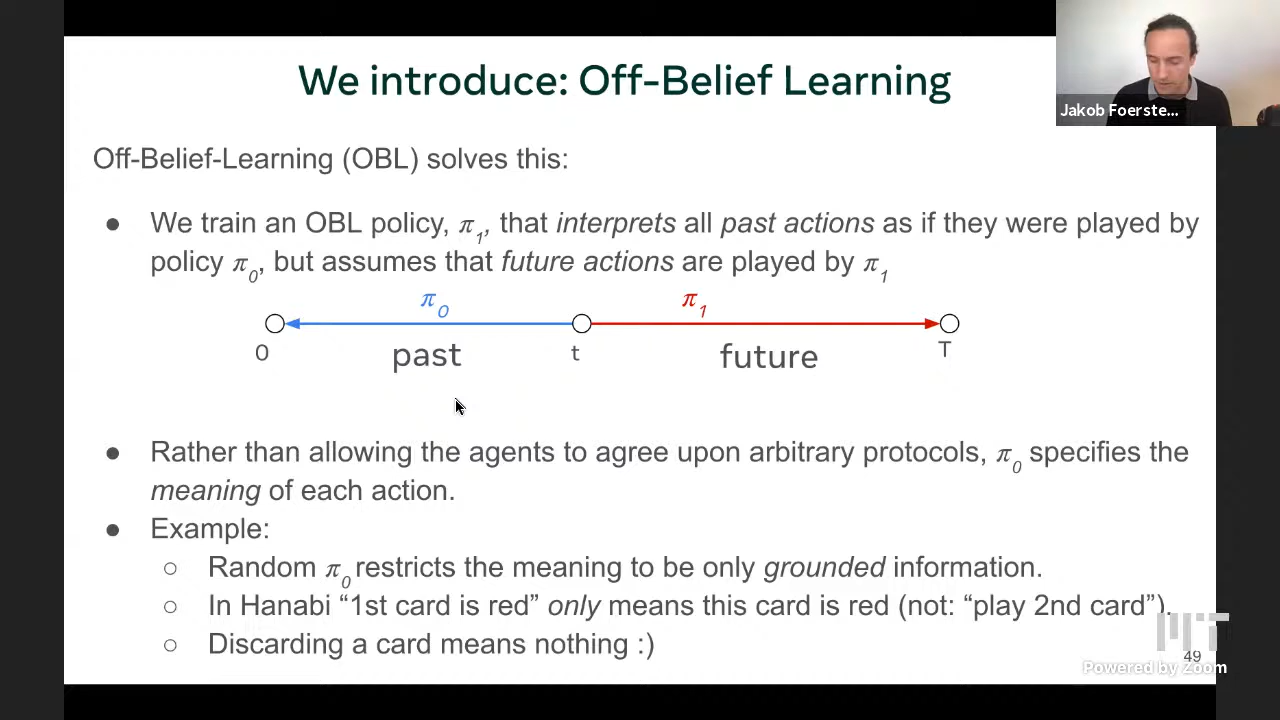 We introduce: Off-Belief Learning
Jakob Foerste...
Off-Belief-Learning (OBL) solves this:
● We train an OBL policy, π1, that interprets all past actions as if they were played by
policy π0, but assumes that future actions are played by π1
π0 π1
0 past t future T
● Rather than allowing the agents to agree upon arbitrary protocols, π0 specifies the
meaning of each action.
● Example:
○ Random π0 restricts the meaning to be only grounded information.
○ In Hanabi “1st card is red” only means this card is red (not: “play 2nd card”).
○ Discarding a card means nothing :)
MIT
49
Powered by Zoom